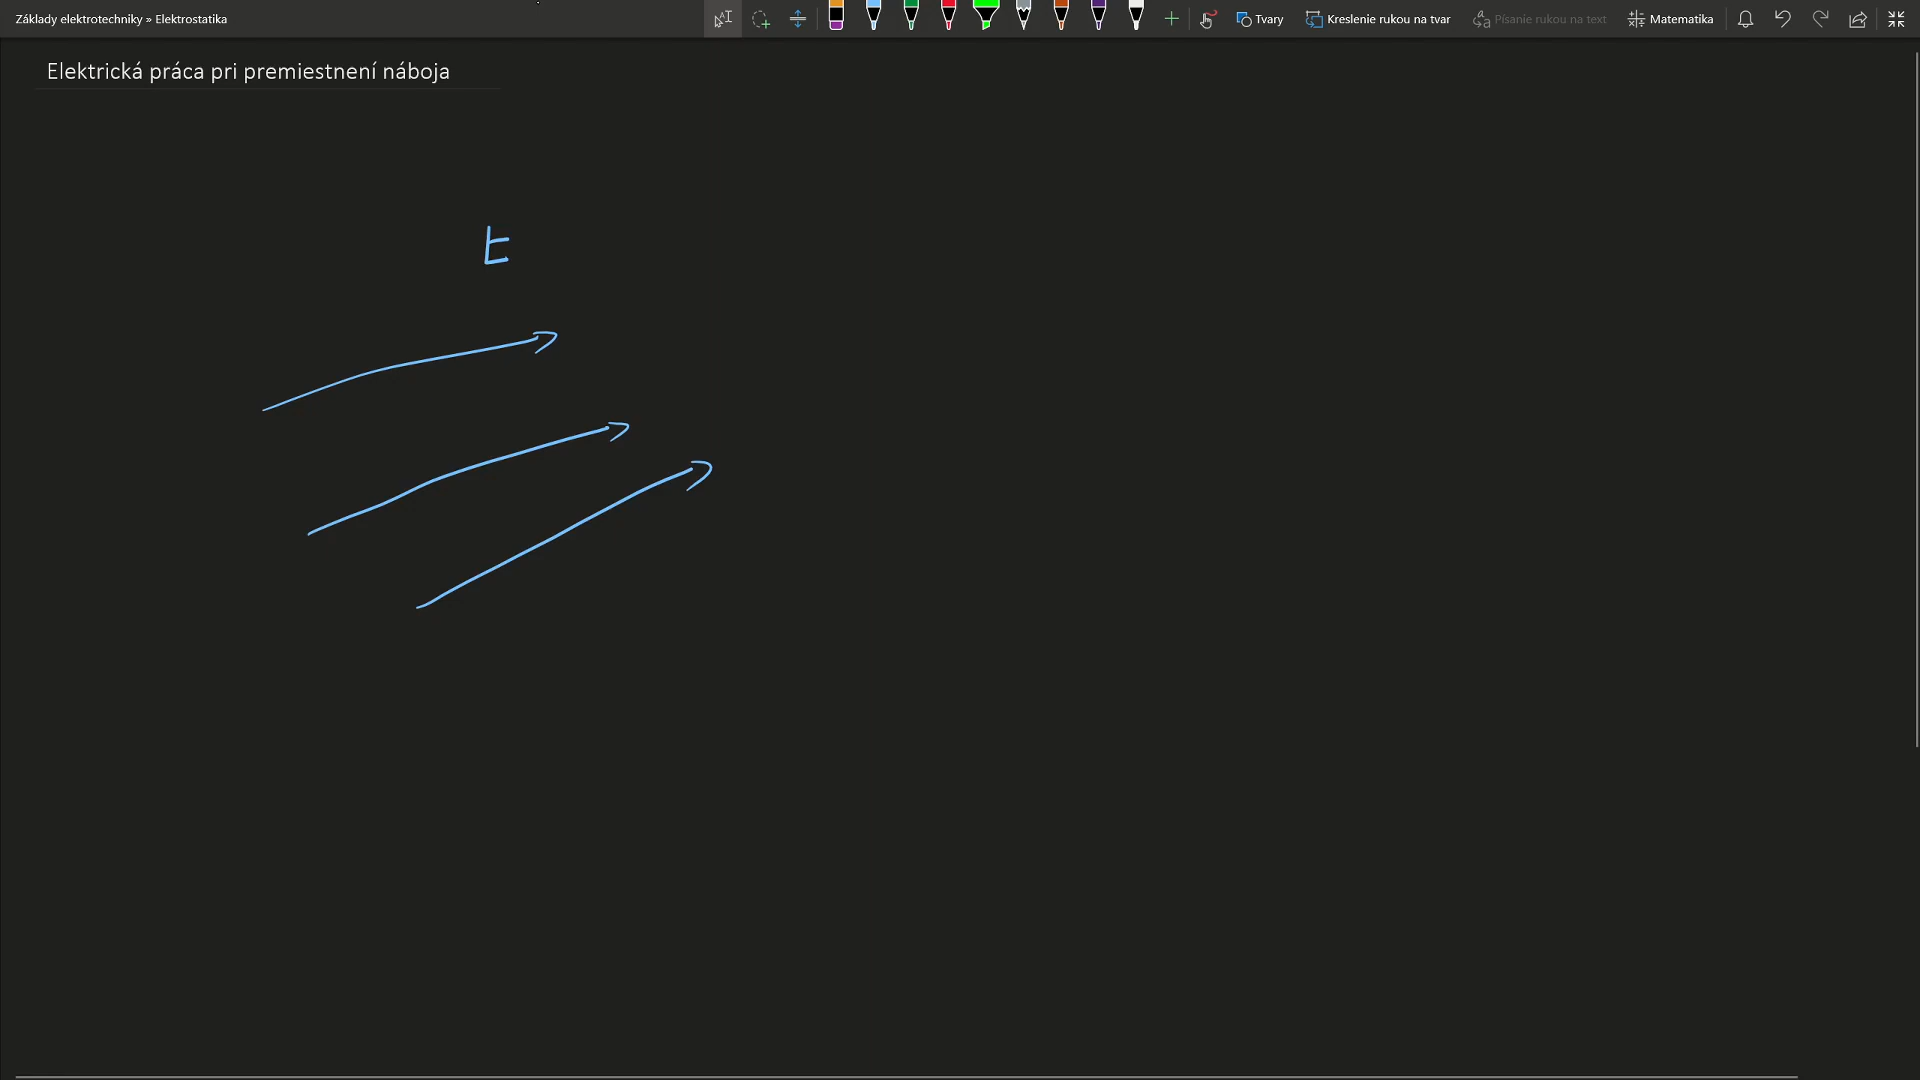 Základy elektrotechniky » Elektrostatika
Tvary
Kreslenie rukou na tvar
Písanie rukou na text
Matematika
Elektrická práca pri premiestnení náboja
E